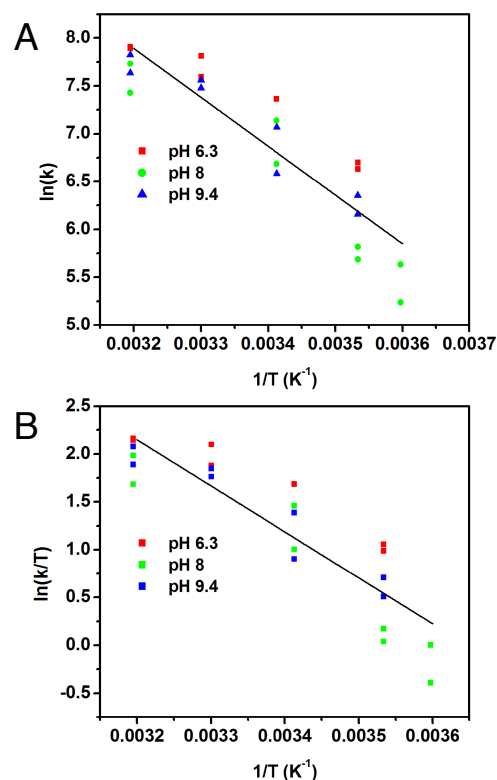 A
8.0
7.5
7.0
6.5
6.0
5.5
5.0
ln(k)
pH 6.3
pH 8
pH 9.4
0.0032 0.0033 0.0034 0.0035 0.0036 0.0037
1/T (K⁻¹)
B
2.5
2.0
1.5
1.0
0.5
0.0
-0.5
ln(k/T)
pH 6.3
pH 8
pH 9.4
0.0032 0.0033 0.0034 0.0035 0.0036
1/T (K⁻¹)